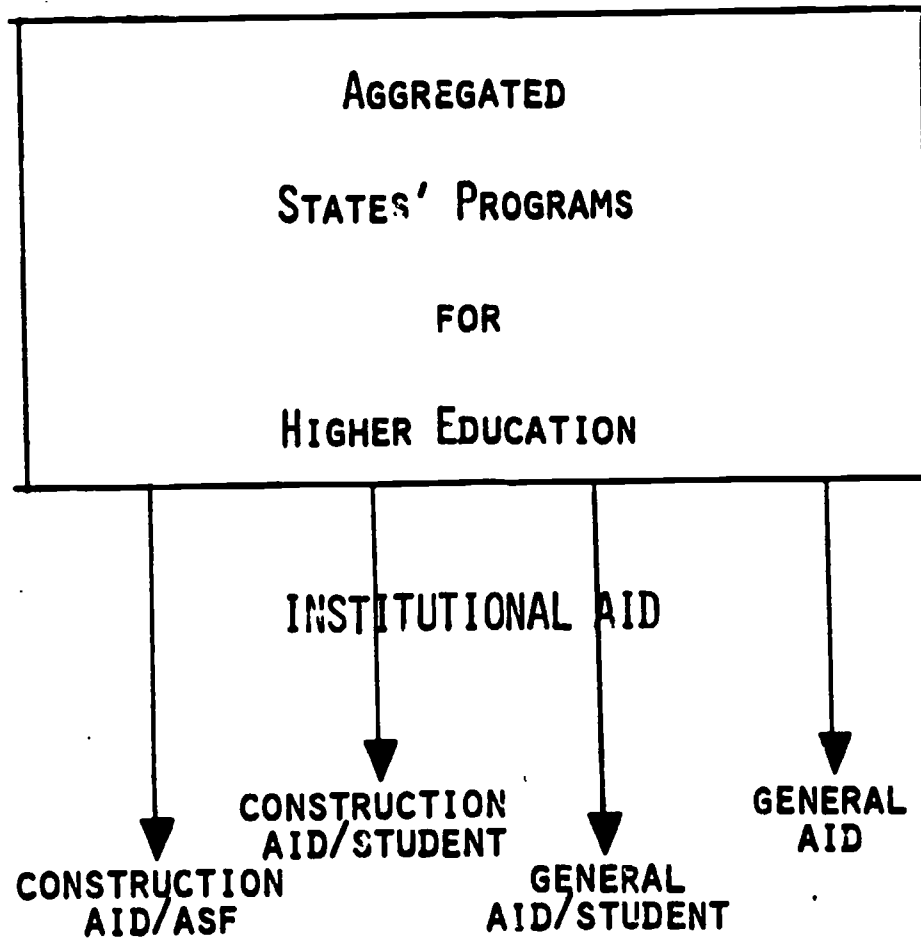 AGGREGATED
STATES' PROGRAMS
FOR
HIGHER EDUCATION
INSTITUTIONAL AID
CONSTRUCTION
AID/STUDENT
GENERAL
AID
CONSTRUCTION
AID/ASF
GENERAL
AID/STUDENT